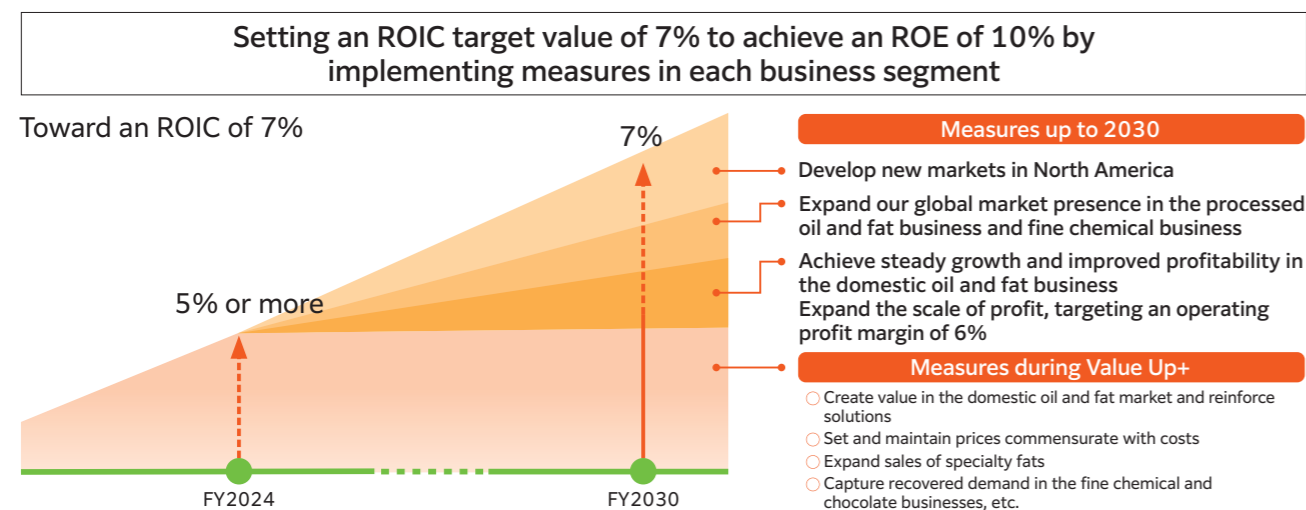 Setting an ROIC target value of 7% to achieve an ROE of 10% by
implementing measures in each business segment
Toward an ROIC of 7%
7%
5% or more
FY2024
FY2030
Measures up to 2030
Develop new markets in North America
Expand our global market presence in the processed
oil and fat business and fine chemical business
Achieve steady growth and improved profitability in
the domestic oil and fat business
Expand the scale of profit, targeting an operating
profit margin of 6%
Measures during Value Up+
Create value in the domestic oil and fat market and reinforce
solutions
Set and maintain prices commensurate with costs
Expand sales of specialty fats
Capture recovered demand in the fine chemical and
chocolate businesses, etc.